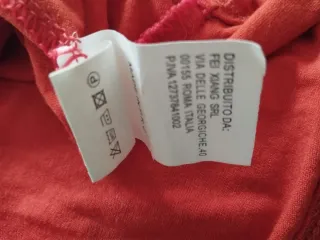 DISTRIBUITO DA:
FEI XIANG SRL
VIA DELLE GEORGICHE,40
00155 ROMA ITALIA
P.IVA 12737641002